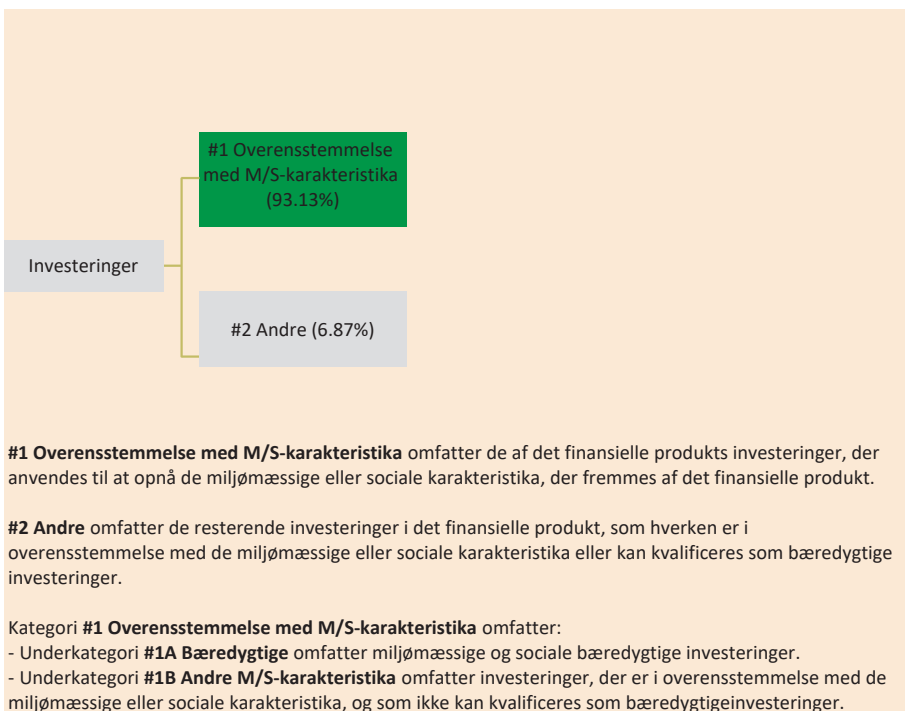 #1 Overensstemmelse
med M/S-karakteristika
(93.13%)
Investeringer
#2 Andre (6.87%)
#1 Overensstemmelse med M/S-karakteristika omfatter de af det finansielle produkts investeringer, der
anvendes til at opnå de miljømæssige eller sociale karakteristika, der fremmes af det finansielle produkt.
#2 Andre omfatter de resterende investeringer i det finansielle produkt, som hverken er i
overensstemmelse med de miljømæssige eller sociale karakteristika eller kan kvalificeres som bæredygtige
investeringer.
Kategori #1 Overensstemmelse med M/S-karakteristika omfatter:
- Underkategori #1A Bæredygtige omfatter miljømæssige og sociale bæredygtige investeringer.
- Underkategori #1B Andre M/S-karakteristika omfatter investeringer, der er i overensstemmelse med de
miljømæssige eller sociale karakteristika, og som ikke kan kvalificeres som bæredygtigeinvesteringer.